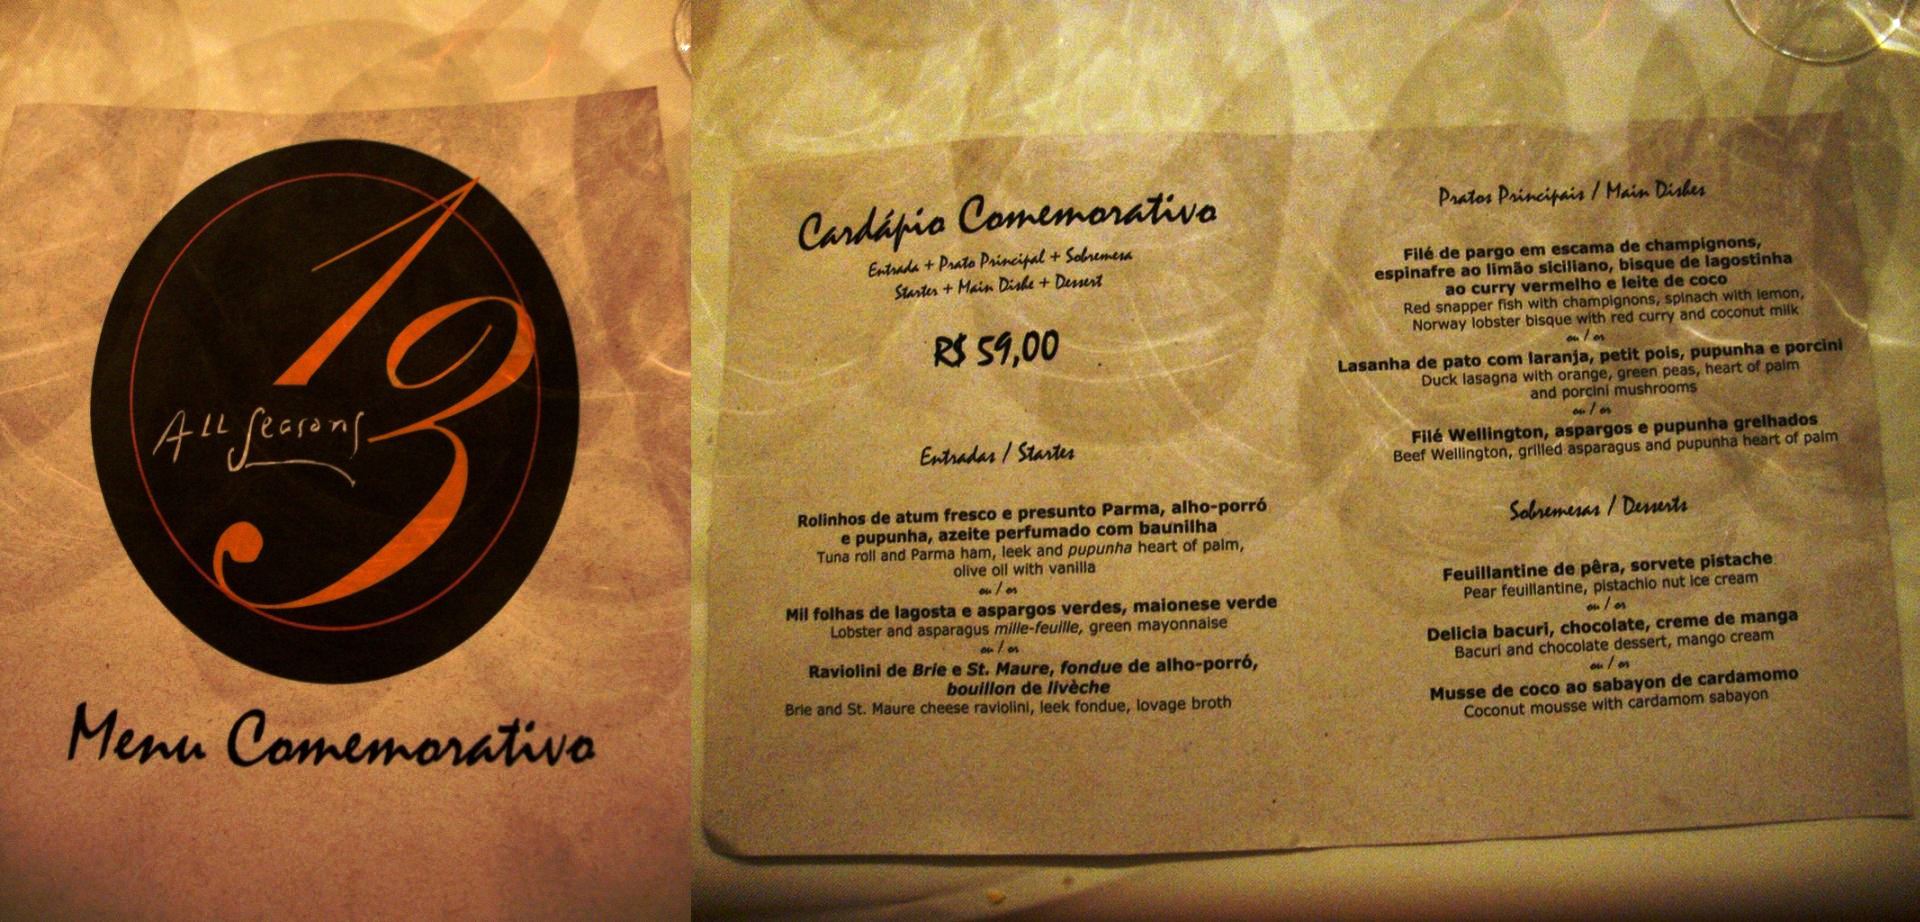 13
All Seasons
Menu Comemorativo
Cardápio Comemorativo
Entrada + Prato Principal + Sobremesa
Starter + Main Dishe + Dessert
R$ 59,00
Entradas / Startes
Rolinhos de atum fresco e presunto Parma, alho-porró
e pupunha, azeite perfumado com baunilha
Tuna roll and Parma ham, leek and pupunha heart of palm,
olive oil with vanilla
ou / or
Mil folhas de lagosta e aspargos verdes, maionese verde
Lobster and asparagus mille-feuille, green mayonnaise
ou / or
Raviolini de Brie e St. Maure, fondue de alho-porró,
bouillon de livèche
Brie and St. Maure cheese raviolini, leek fondue, lovage broth
Pratos Principais / Main Dishes
Filé de pargo em escama de champignons,
espinafre ao limão siciliano, bisque de lagostinha
ao curry vermelho e leite de coco
Red snapper fish with champignons, spinach with lemon,
Norway lobster bisque with red curry and coconut milk
ou / or
Lasanha de pato com laranja, petit pois, pupunha e porcini
Duck lasagna with orange, green peas, heart of palm
and porcini mushrooms
ou / or
Filé Wellington, aspargos e pupunha grelhados
Beef Wellington, grilled asparagus and pupunha heart of palm
Sobremesas / Desserts
Feuillantine de pêra, sorvete pistache
Pear feuillantine, pistachio nut ice cream
ou / or
Delicia bacuri, chocolate, creme de manga
Bacuri and chocolate dessert, mango cream
ou / or
Musse de coco ao sabayon de cardamomo
Coconut mousse with cardamom sabayon